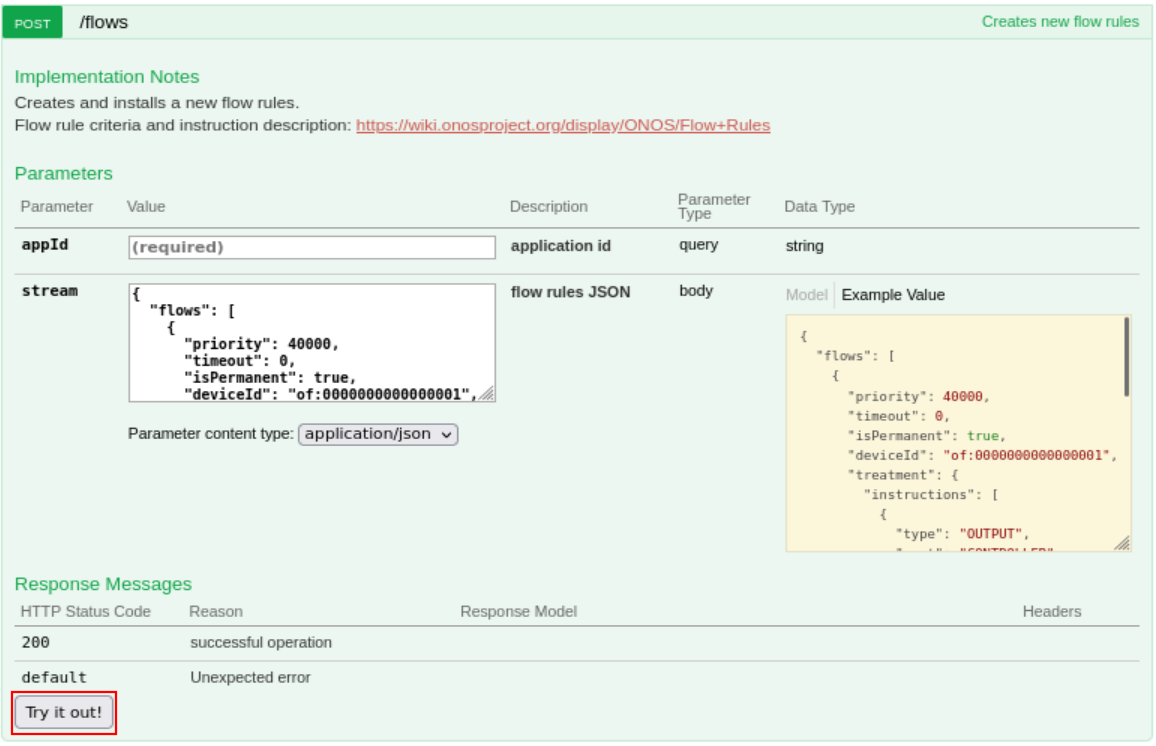 POST /flows Creates new flow rules
Implementation Notes
Creates and installs a new flow rules.
Flow rule criteria and instruction description: https://wiki.onosproject.org/display/ONOS/Flow+Rules
Parameters
Parameter Value Description Parameter Type Data Type
appId (required) application id query string
stream flow rules JSON body
{
"flows": [
{
"priority": 40000,
"timeout": 0,
"isPermanent": true,
"deviceId": "of:0000000000000001",
Parameter content type: application/json
Model Example Value
{
"flows": [
{
"priority": 40000,
"timeout": 0,
"isPermanent": true,
"deviceId": "of:0000000000000001",
"treatment": {
"instructions": [
{
"type": "OUTPUT",
Response Messages
HTTP Status Code Reason Response Model Headers
200 successful operation
default Unexpected error
Try it out!